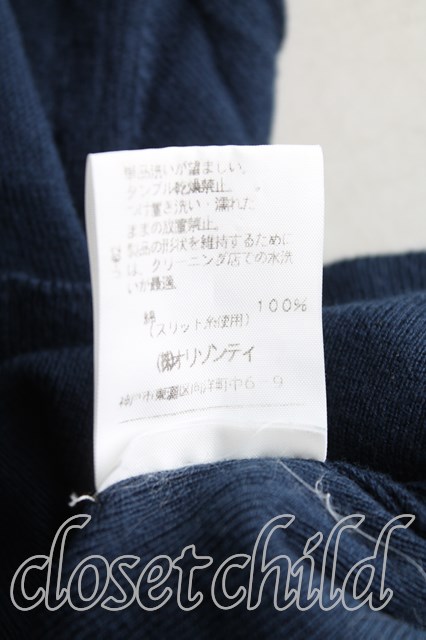 単品洗いが望ましい。
タンブル乾燥禁止。
つけ置き洗い・濡れた
ままの放置禁止。
製品の形状を維持するために
は、クリーニング店での水洗
いが最適
綿 100%
(スリット糸使用)
(株)オリゾンティ
神戸市東灘区向洋町中6-9
closetchild